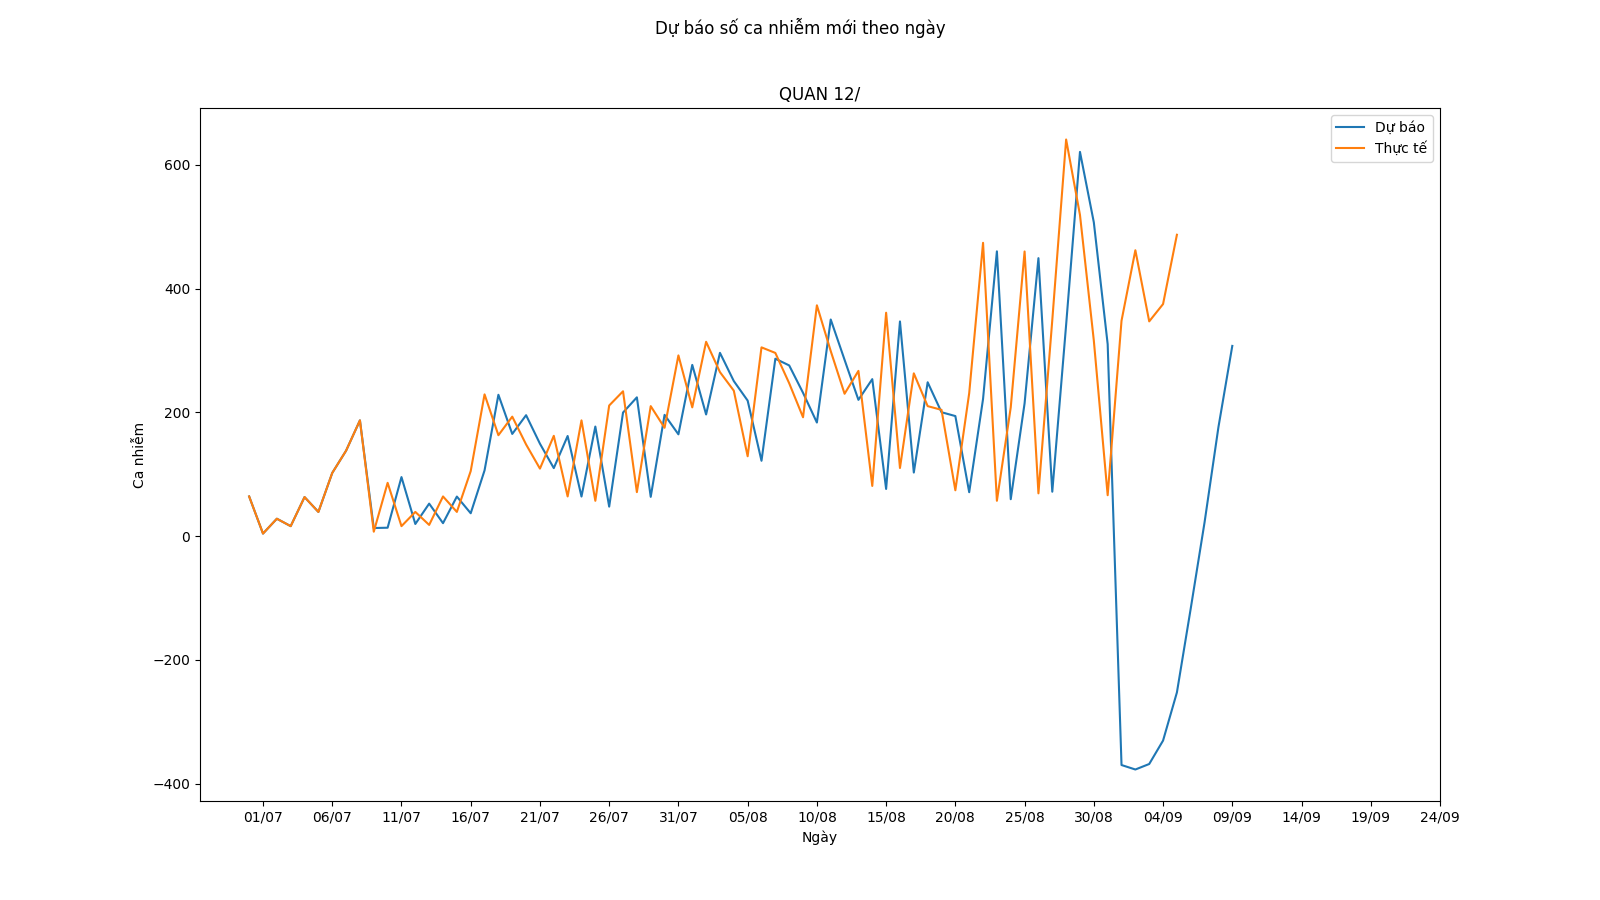 Dự báo số ca nhiễm mới theo ngày
QUAN 12/
Dự báo
Thực tế
600
400
200
0
−200
−400
Ca nhiễm
01/07 06/07 11/07 16/07 21/07 26/07 31/07 05/08 10/08 15/08 20/08 25/08 30/08 04/09 09/09 14/09 19/09 24/09
Ngày